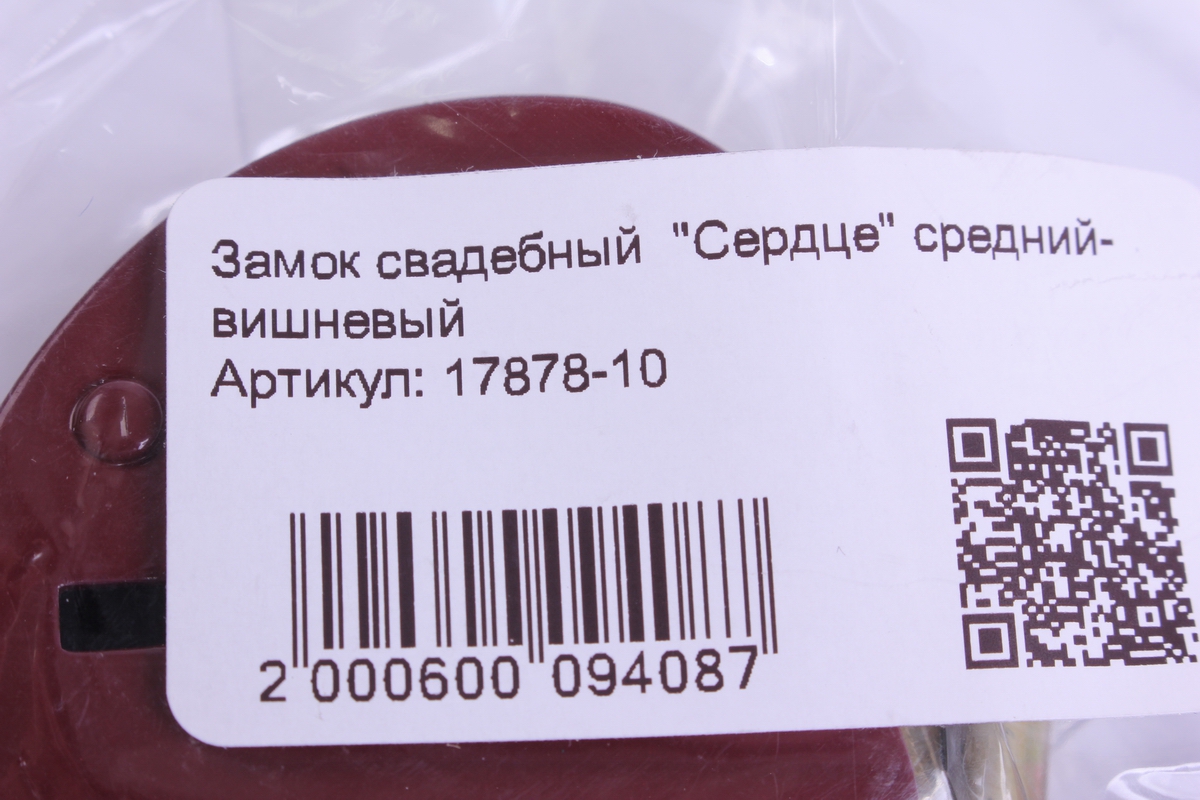 Замок свадебный "Сердце" средний-
вишневый
Артикул: 17878-10
2 000600 094087